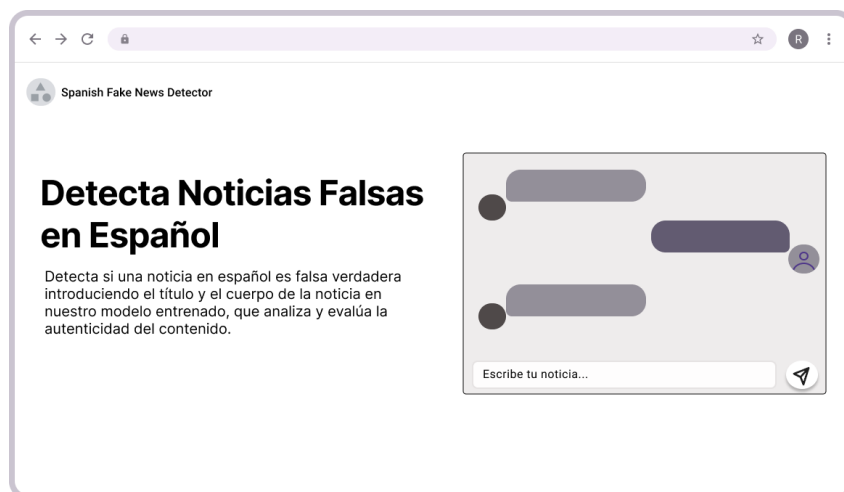 R
Spanish Fake News Detector
Detecta Noticias Falsas
en Español
Detecta si una noticia en español es falsa verdadera
introduciendo el título y el cuerpo de la noticia en
nuestro modelo entrenado, que analiza y evalúa la
autenticidad del contenido.
Escribe tu noticia...